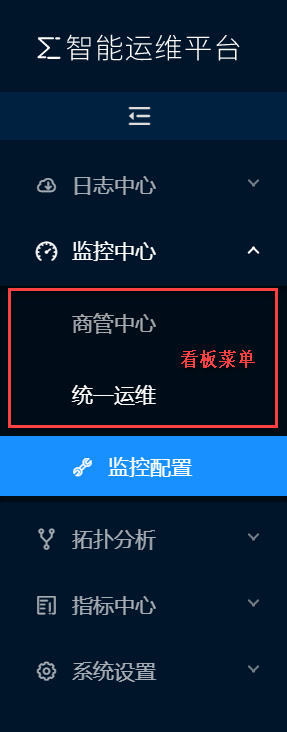 智能运维平台
日志中心
监控中心
商管中心
看板菜单
统一运维
监控配置
拓扑分析
指标中心
系统设置